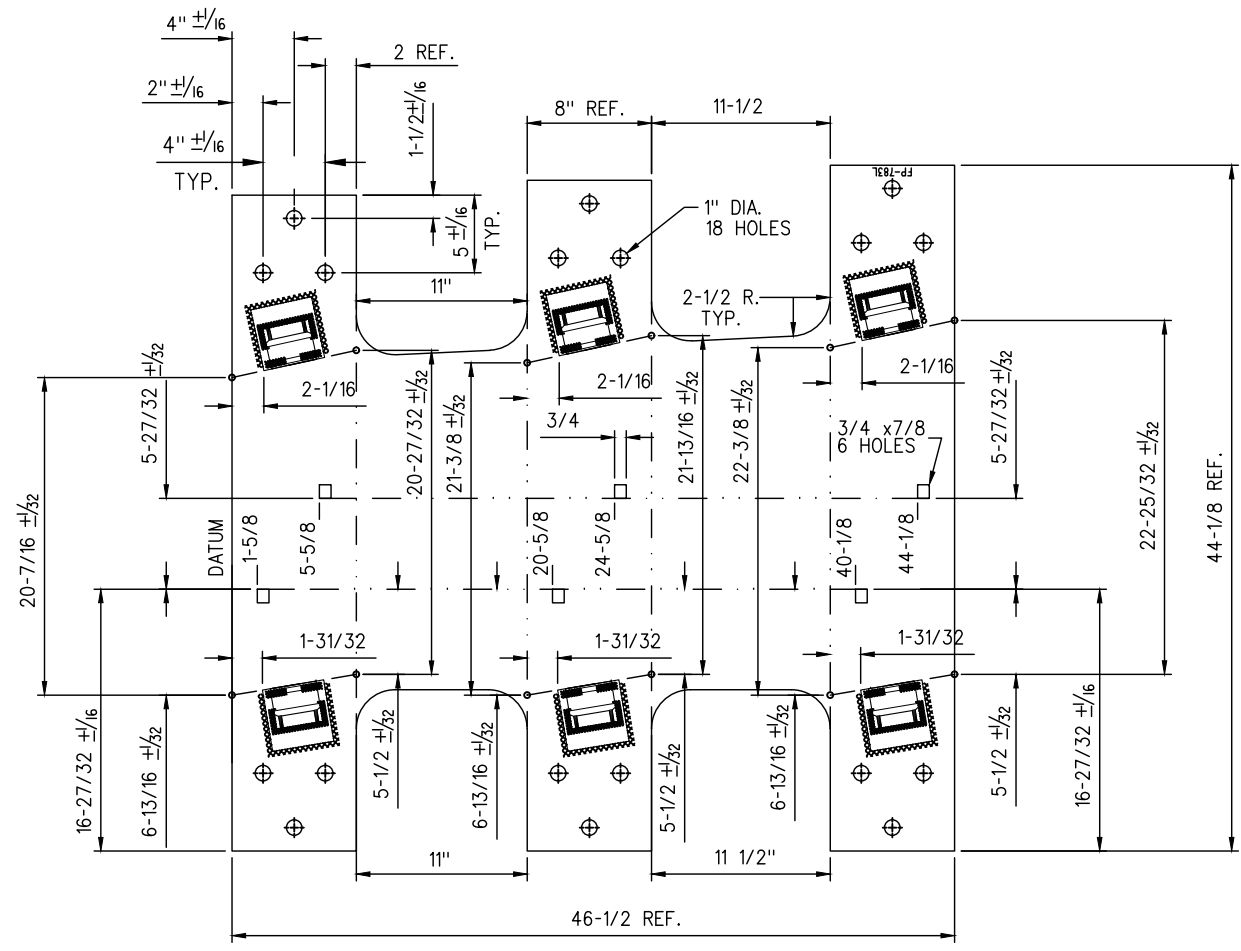 4" ±1/16
2 REF.
2" ±1/16
1-1/2±1/16
8" REF.
11-1/2
4" ±1/16
TYP.
FP-783L
5 ±1/16
TYP.
1" DIA.
18 HOLES
11"
2-1/2 R.
TYP.
5-27/32 ±1/32
2-1/16
2-1/16
2-1/16
20-27/32 ±1/32
21-3/8 ±1/32
3/4
21-13/16 ±1/32
22-3/8 ±1/32
3/4 x7/8
6 HOLES
5-27/32 ±1/32
22-25/32 ±1/32
44-1/8 REF.
20-7/16 ±1/32
DATUM
1-5/8
5-5/8
20-5/8
24-5/8
40-1/8
44-1/8
1-31/32
1-31/32
1-31/32
16-27/32 ±1/16
6-13/16 ±1/32
5-1/2 ±1/32
6-13/16 ±1/32
5-1/2 ±1/32
6-13/16 ±1/32
5-1/2 ±1/32
16-27/32 ±1/16
11"
11 1/2"
46-1/2 REF.